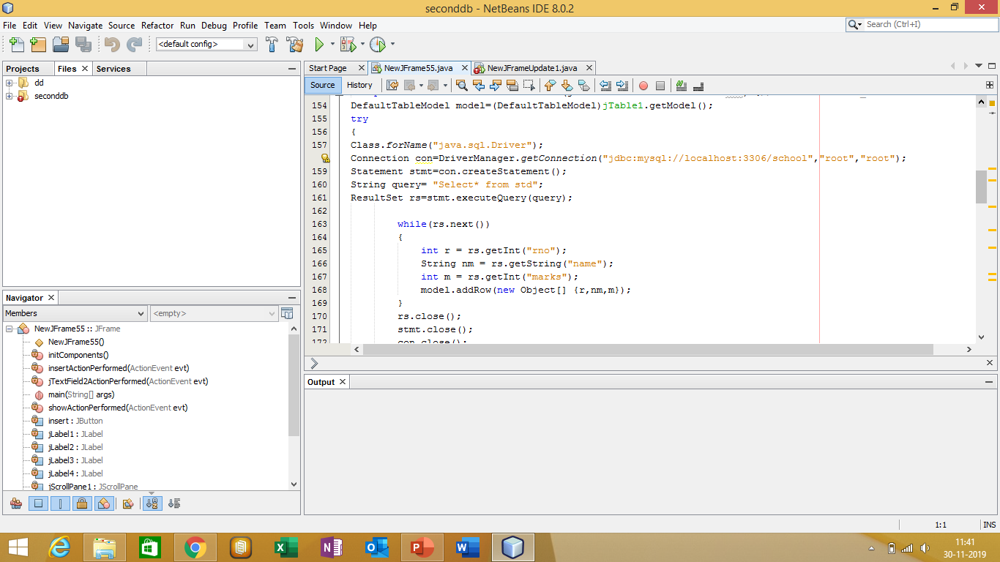 seconddb - NetBeans IDE 8.0.2
File Edit View Navigate Source Refactor Run Debug Profile Team Tools Window Help
Search (Ctrl+I)
<default config>
Projects Files Services
dd
seconddb
Start Page NewJFrame55.java NewJFrameUpdate1.java
Source History
154 DefaultTableModel model=(DefaultTableModel)jTable1.getModel();
155 try
156 {
157 Class.forName("java.sql.Driver");
Connection con=DriverManager.getConnection("jdbc:mysql://localhost:3306/school","root","root");
159 Statement stmt=con.createStatement();
160 String query= "Select* from std";
161 ResultSet rs=stmt.executeQuery(query);
162
163 while(rs.next())
164 {
165 int r = rs.getInt("rno");
166 String nm = rs.getString("name");
167 int m = rs.getInt("marks");
168 model.addRow(new Object[] {r,nm,m});
169 }
170 rs.close();
171 stmt.close();
172 con.close();
Navigator
Members <empty>
NewJFrame55 :: JFrame
NewJFrame55()
initComponents()
insertActionPerformed(ActionEvent evt)
jTextField2ActionPerformed(ActionEvent evt)
main(String[] args)
showActionPerformed(ActionEvent evt)
insert : JButton
jLabel1 : JLabel
jLabel2 : JLabel
jLabel3 : JLabel
jLabel4 : JLabel
jScrollPane1 : JScrollPane
Output
1:1 INS
11:41
30-11-2019